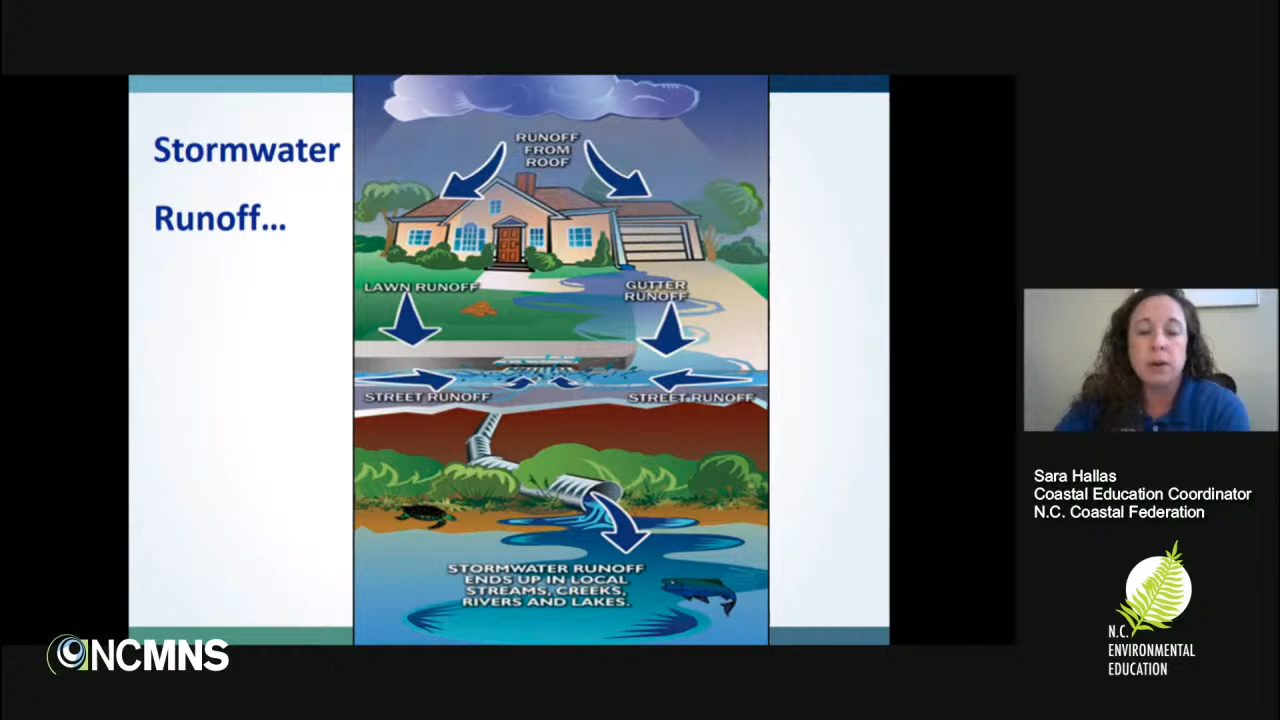 Stormwater
Runoff...
RUNOFF
FROM
ROOF
LAWN RUNOFF
GUTTER
RUNOFF
STREET RUNOFF
STREET RUNOFF
STORMWATER RUNOFF
ENDS UP IN LOCAL
STREAMS, CREEKS,
RIVERS AND LAKES.
Sara Hallas
Coastal Education Coordinator
N.C. Coastal Federation
NCMNS
N.C.
ENVIRONMENTAL
EDUCATION